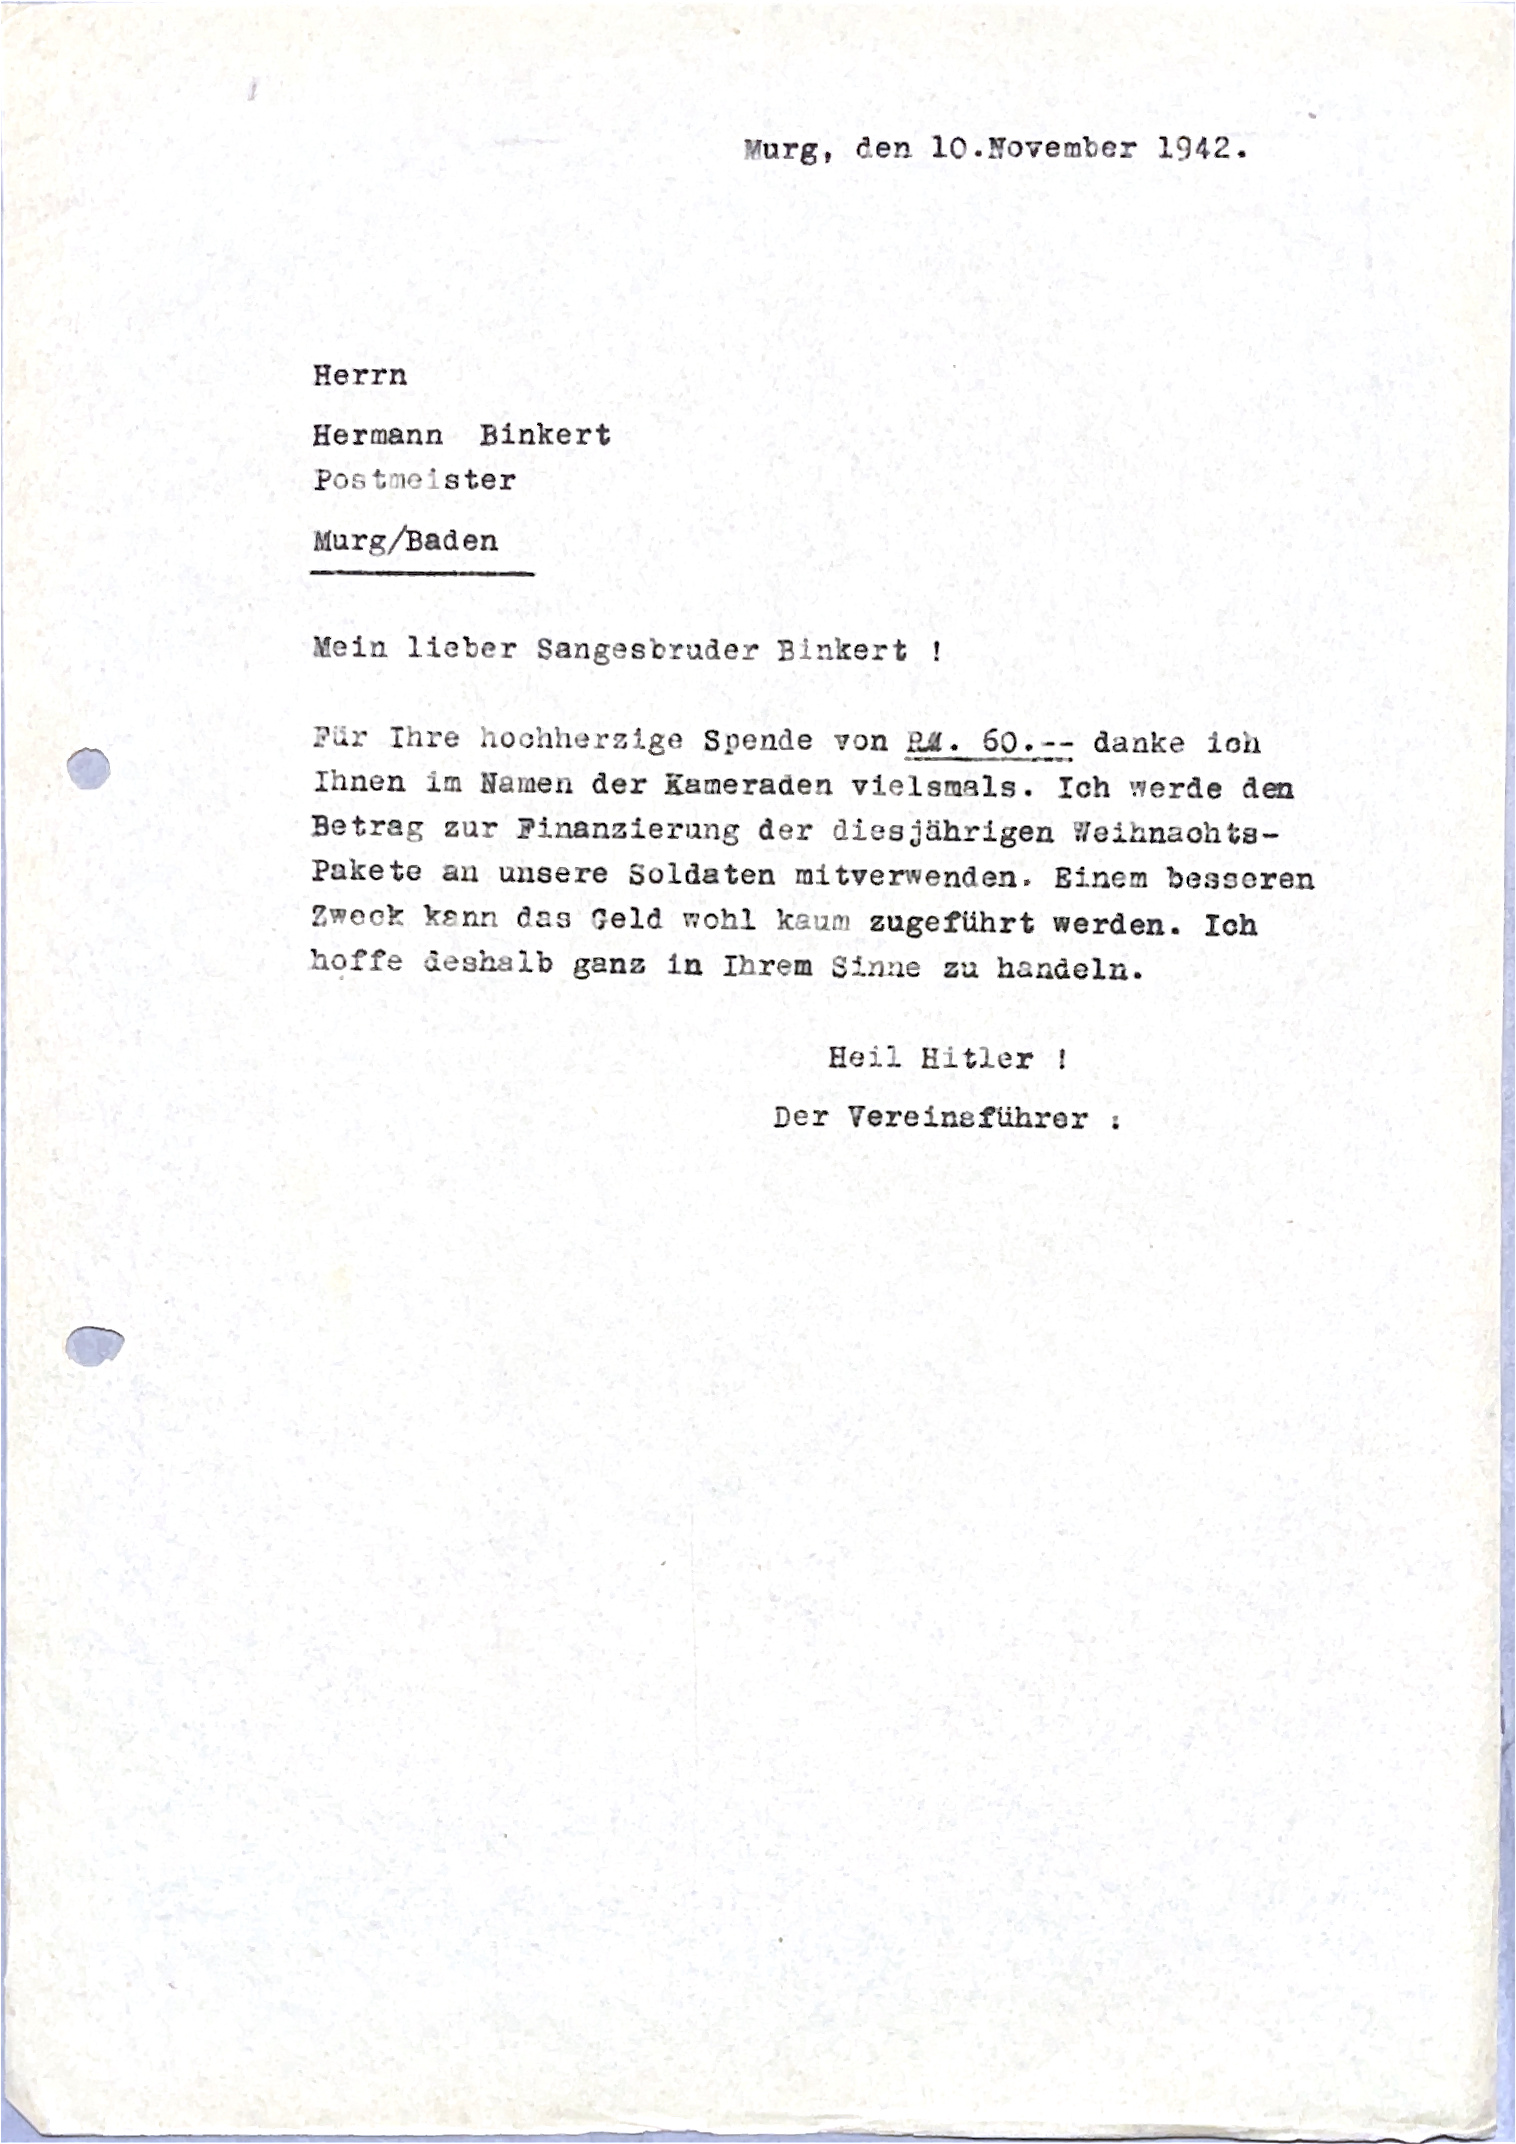 Murg, den 10.November 1942.
Herrn
Hermann Binkert
Postmeister
Murg/Baden
Mein lieber Sangesbruder Binkert !
Für Ihre hochherzige Spende von RM. 60.-- danke ich
Ihnen im Namen der Kameraden vielsmals. Ich werde den
Betrag zur Finanzierung der diesjährigen Weihnachts-
Pakete an unsere Soldaten mitverwenden. Einem besseren
Zweck kann das Geld wohl kaum zugeführt werden. Ich
hoffe deshalb ganz in Ihrem Sinne zu handeln.
Heil Hitler !
Der Vereinsführer :